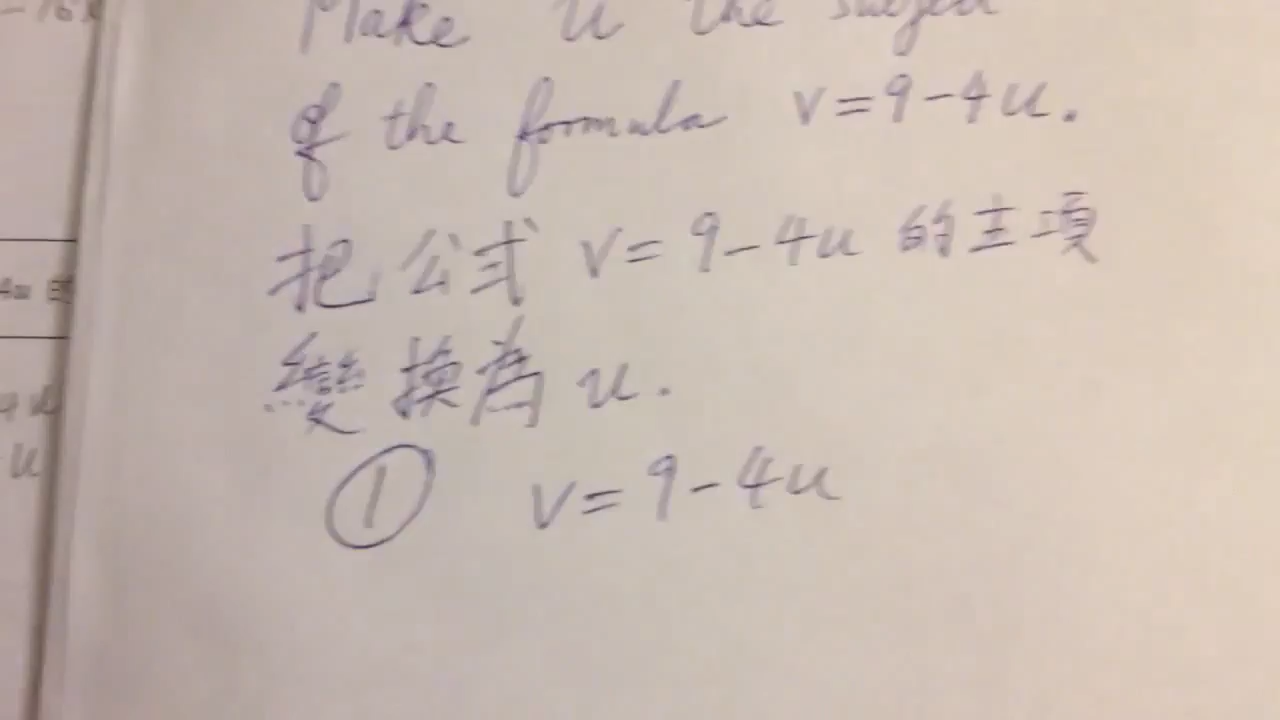 Make u the subject
of the formula v=9-4u.
把公式 v=9-4u 的主項
變換為 u.
① v=9-4u